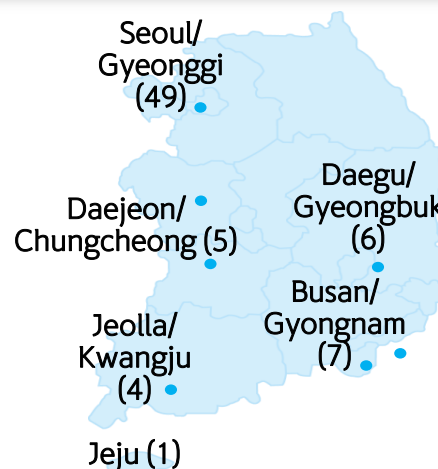 Seoul/
Gyeonggi
(49)
Daegu/
Gyeongbuk
(6)
Daejeon/
Chungcheong (5)
Busan/
Gyongnam
(7)
Jeolla/
Kwangju
(4)
Jeju (1)